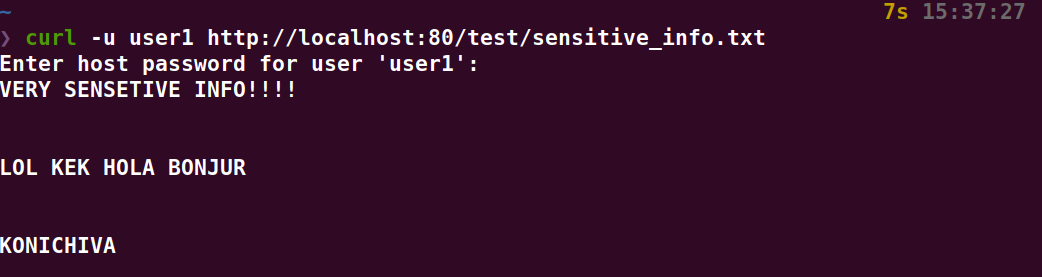 ~ 7s 15:37:27
❯ curl -u user1 http://localhost:80/test/sensitive_info.txt
Enter host password for user 'user1':
VERY SENSETIVE INFO!!!!
LOL KEK HOLA BONJUR
KONICHIVA